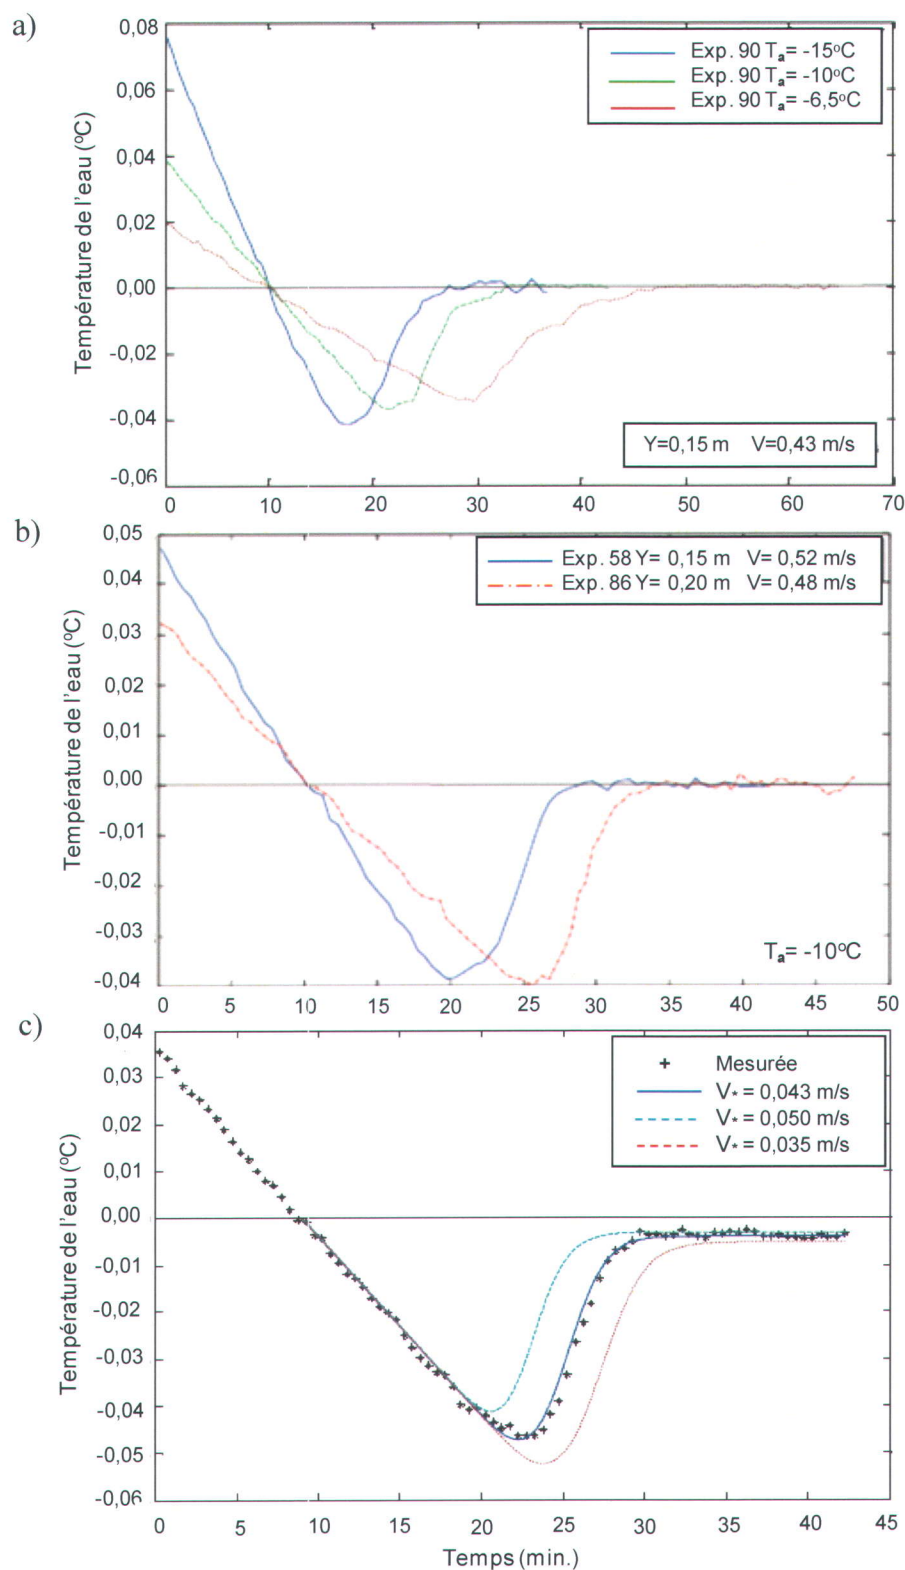 a)
0,08
0,06
0,04
0,02
0,00
-0,02
-0,04
-0,06
Température de l'eau (ºC)
Exp. 90 Ta= -15ºC
Exp. 90 Ta= -10ºC
Exp. 90 Ta= -6,5ºC
Y=0,15 m V=0,43 m/s
0 10 20 30 40 50 60 70
b)
0,05
0,04
0,03
0,02
0,01
0,00
-0,01
-0,02
-0,03
-0,04
Température de l'eau (ºC)
Exp. 58 Y= 0,15 m V= 0,52 m/s
Exp. 86 Y= 0,20 m V= 0,48 m/s
Ta= -10ºC
0 5 10 15 20 25 30 35 40 45 50
c)
0,04
0,03
0,02
0,01
0,00
-0,01
-0,02
-0,03
-0,04
-0,05
-0,06
Température de l'eau (ºC)
+ Mesurée
V* = 0,043 m/s
V* = 0,050 m/s
V* = 0,035 m/s
0 5 10 15 20 25 30 35 40 45
Temps (min.)